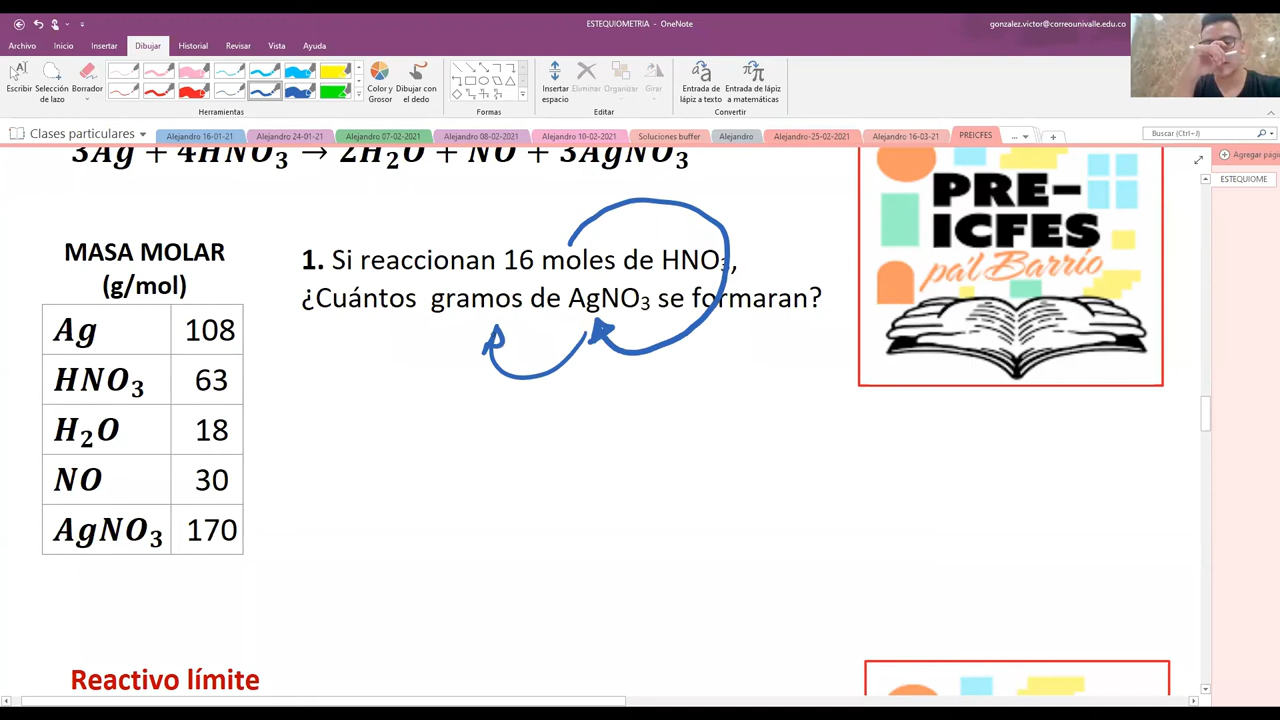 ESTEQUIOMETRIA - OneNote
gonzalez.victor@correounivalle.edu.co
Archivo Inicio Insertar Dibujar Historial Revisar Vista Ayuda
Escribir Selección de lazo Borrador Color y Grosor Dibujar con el dedo Insertar espacio Eliminar Organizar Girar Entrada de lápiz a texto Entrada de lápiz a matemáticas
Herramientas Formas Editar Convertir
Clases particulares Alejandro 16-01-21 Alejandro 24-01-21 Alejandro 07-02-2021 Alejandro 08-02-2021 Alejandro 10-02-2021 Soluciones buffer Alejandro Alejandro-25-02-2021 Alejandro 16-03-21 PREICFES ... Buscar (Ctrl+J)
3Ag + 4HNO₃ → 2H₂O + NO + 3AgNO₃
Agregar pági
ESTEQUIOME
PRE-
ICFES
pa'l Barrio
MASA MOLAR
(g/mol)
Ag 108
HNO₃ 63
H₂O 18
NO 30
AgNO₃ 170
1. Si reaccionan 16 moles de HNO₃,
¿Cuántos gramos de AgNO₃ se formaran?
Reactivo límite